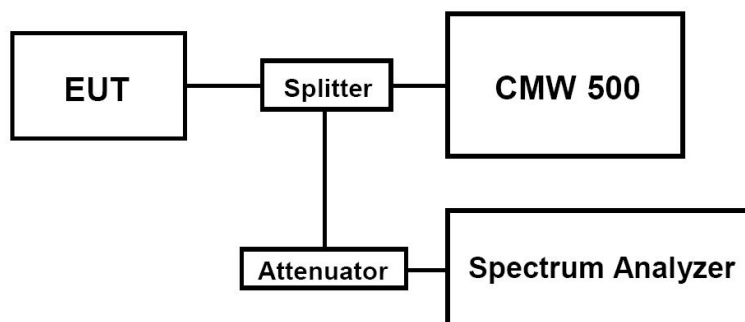 EUT
Splitter
CMW 500
Attenuator
Spectrum Analyzer